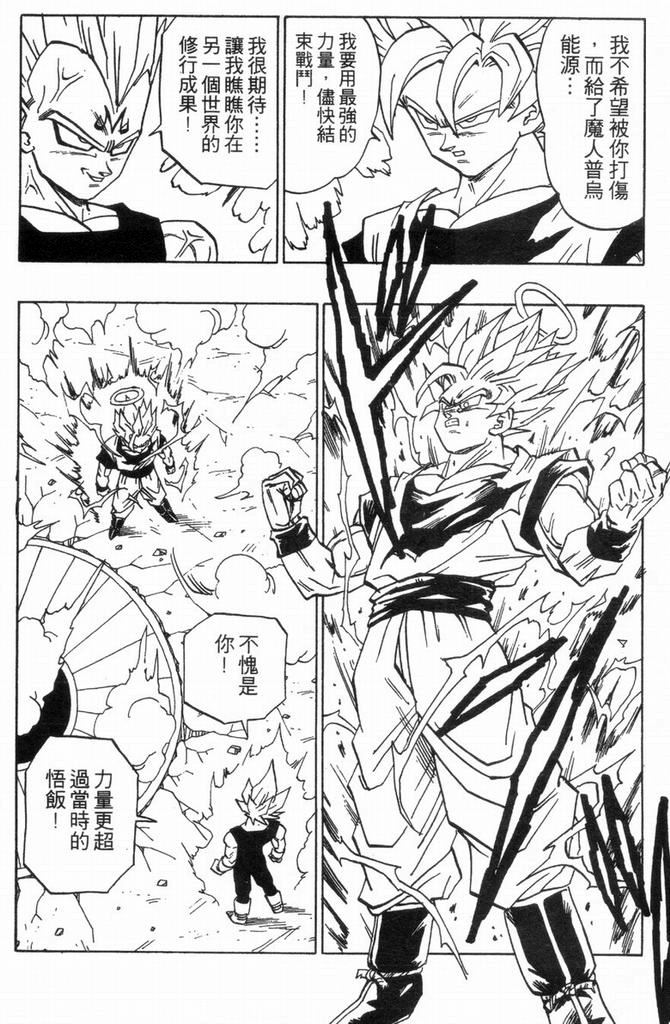 我不希望被你打傷
，而給了魔人普烏
能源…
我要用最強的
力量，儘快結
束戰鬥！
我很期待……
讓我瞧瞧你在
另一個世界的
修行成果！
不愧是
你！
力量更超
過當時的
悟飯！